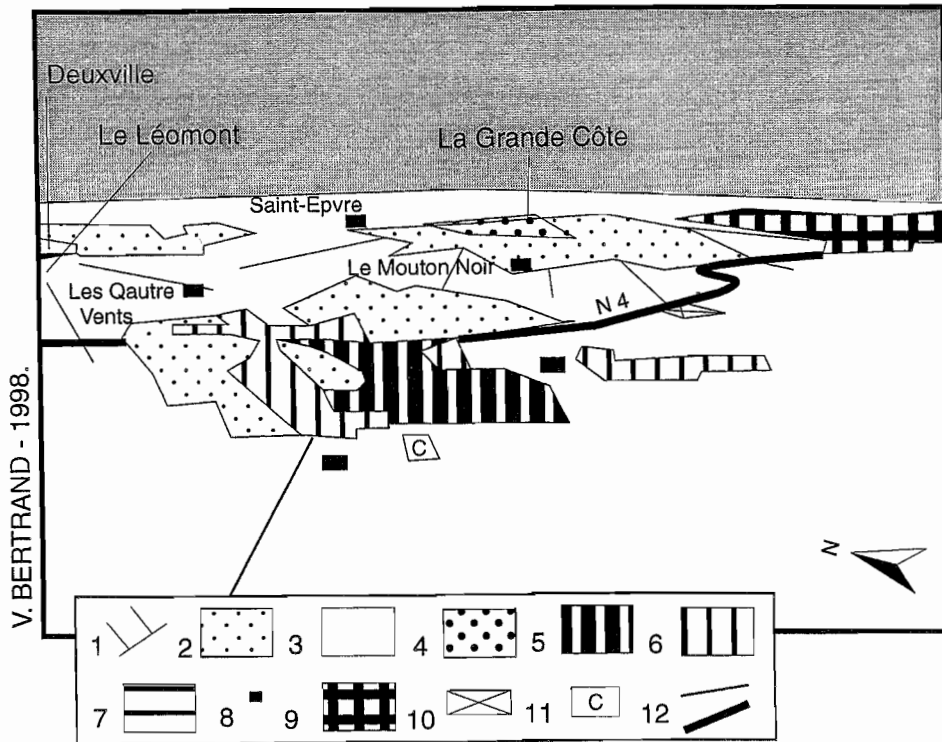 Deuxville
Le Léomont
La Grande Côte
Saint-Epvre
Le Mouton Noir
Les Qautre
Vents
N 4
C
N
V. BERTRAND - 1998.
1 2 3 4 5 6
7 8 9 10 11 C 12